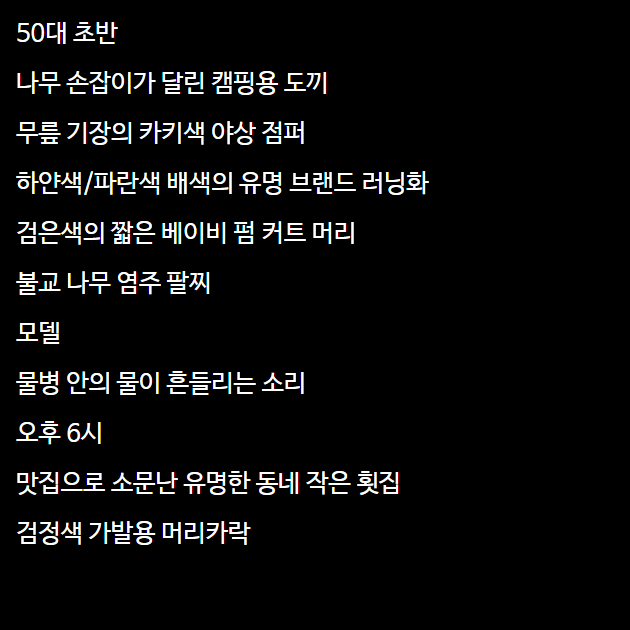 50대 초반
나무 손잡이가 달린 캠핑용 도끼
무릎 기장의 카키색 야상 점퍼
하얀색/파란색 배색의 유명 브랜드 러닝화
검은색의 짧은 베이비 펌 커트 머리
불교 나무 염주 팔찌
모델
물병 안의 물이 흔들리는 소리
오후 6시
맛집으로 소문난 유명한 동네 작은 횟집
검정색 가발용 머리카락